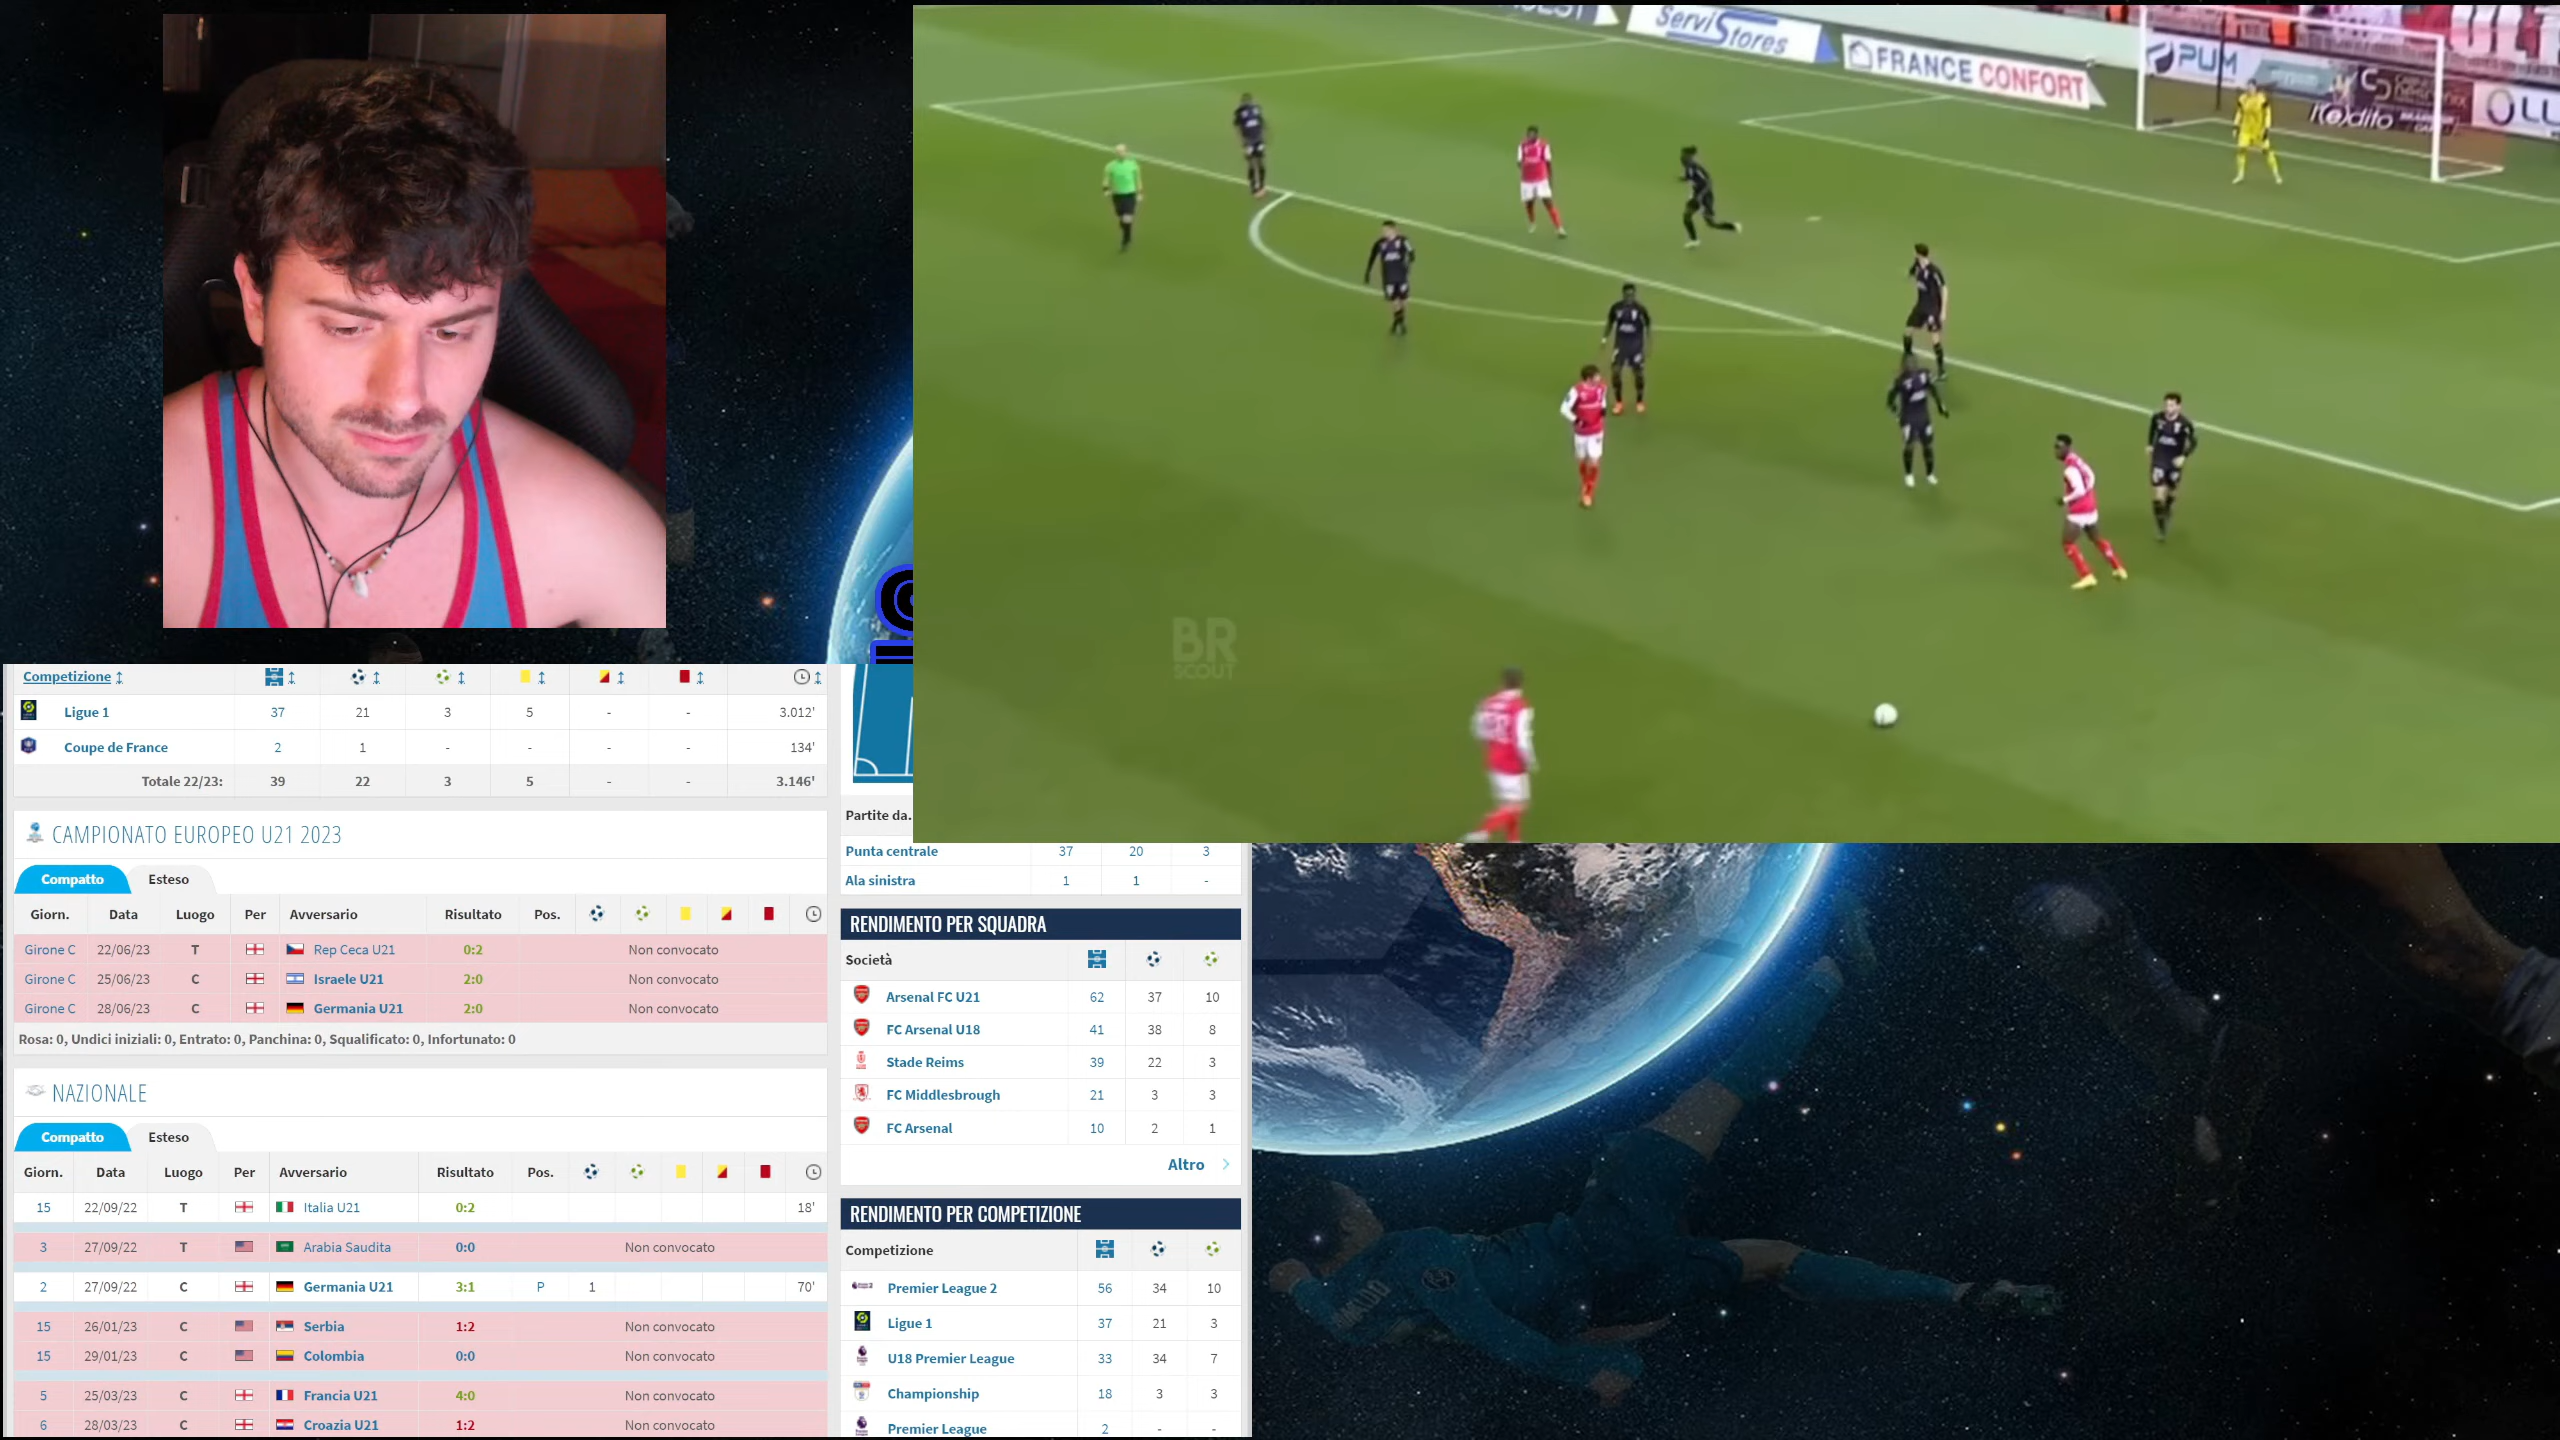 ServiStores
FRANCE CONFORT
PUM
BR
SCOUT
Competizione
Ligue 1 37 21 3 5 - - 3.012'
Coupe de France 2 1 - - - - 134'
Totale 22/23: 39 22 3 5 - - 3.146'
CAMPIONATO EUROPEO U21 2023
Compatto Esteso
Giorn. Data Luogo Per Avversario Risultato Pos.
Girone C 22/06/23 T Rep Ceca U21 0:2 Non convocato
Girone C 25/06/23 C Israele U21 2:0 Non convocato
Girone C 28/06/23 C Germania U21 2:0 Non convocato
Rosa: 0, Undici iniziali: 0, Entrato: 0, Panchina: 0, Squalificato: 0, Infortunato: 0
NAZIONALE
Compatto Esteso
Giorn. Data Luogo Per Avversario Risultato Pos.
15 22/09/22 T Italia U21 0:2 18'
3 27/09/22 T Arabia Saudita 0:0 Non convocato
2 27/09/22 C Germania U21 3:1 P 1 70'
15 26/01/23 C Serbia 1:2 Non convocato
15 29/01/23 C Colombia 0:0 Non convocato
5 25/03/23 C Francia U21 4:0 Non convocato
6 28/03/23 C Croazia U21 1:2 Non convocato
Partite da.
Punta centrale 37 20 3
Ala sinistra 1 1 -
RENDIMENTO PER SQUADRA
Società
Arsenal FC U21 62 37 10
FC Arsenal U18 41 38 8
Stade Reims 39 22 3
FC Middlesbrough 21 3 3
FC Arsenal 10 2 1
Altro
RENDIMENTO PER COMPETIZIONE
Competizione
Premier League 2 56 34 10
Ligue 1 37 21 3
U18 Premier League 33 34 7
Championship 18 3 3
Premier League 2 - -